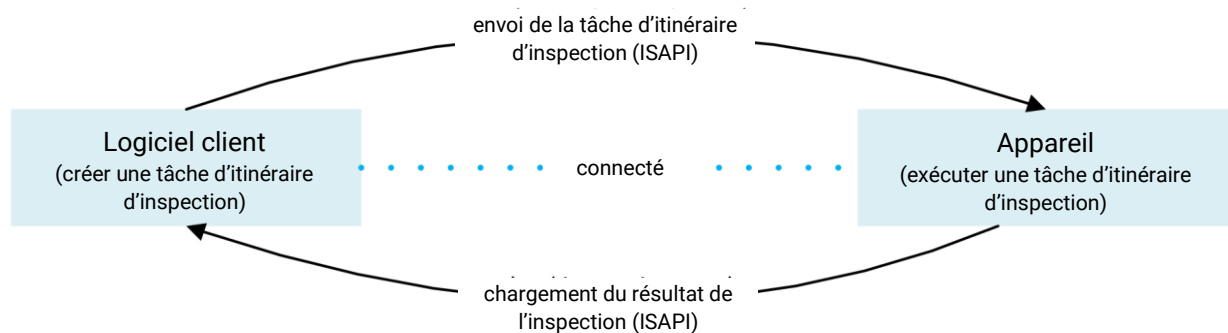 envoi de la tâche d’itinéraire
d’inspection (ISAPI)
Logiciel client
(créer une tâche d’itinéraire
d’inspection)
connecté
Appareil
(exécuter une tâche d’itinéraire
d’inspection)
chargement du résultat de
l’inspection (ISAPI)